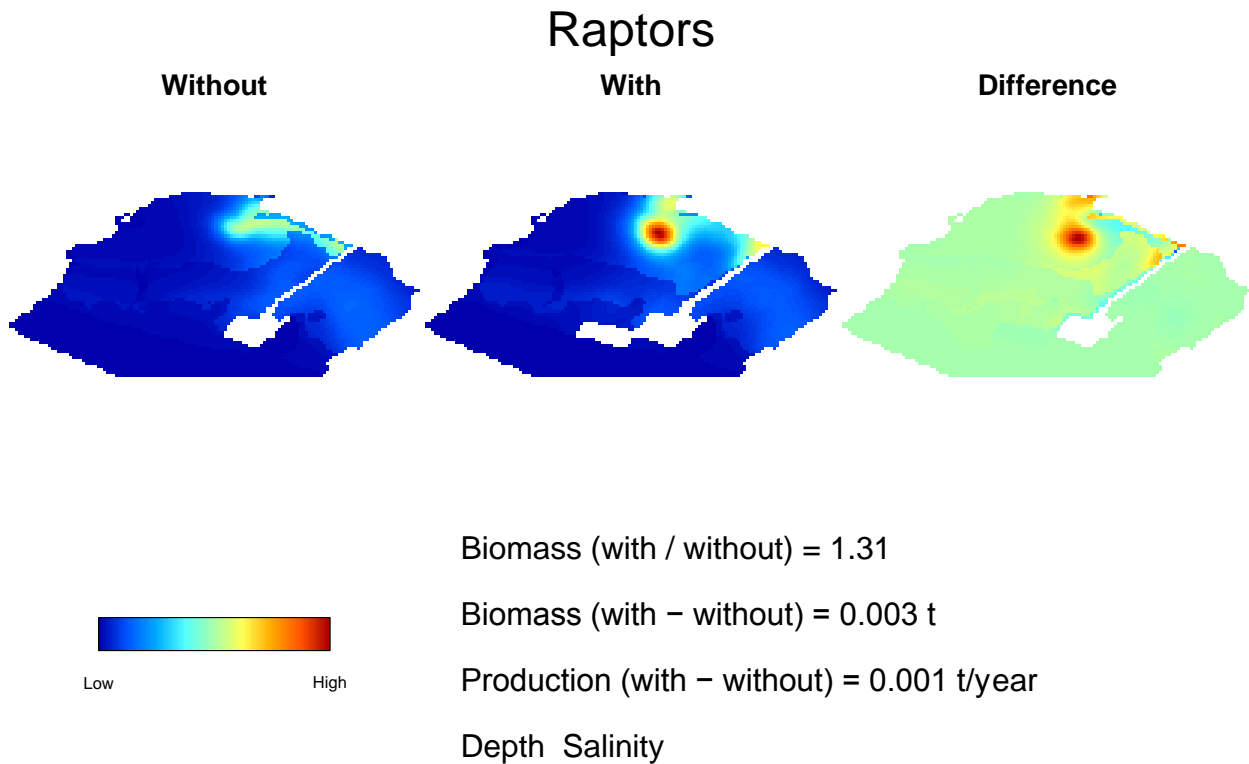 Raptors
Without With Difference
Biomass (with / without) = 1.31
Biomass (with − without) = 0.003 t
Low High
Production (with − without) = 0.001 t/year
Depth Salinity